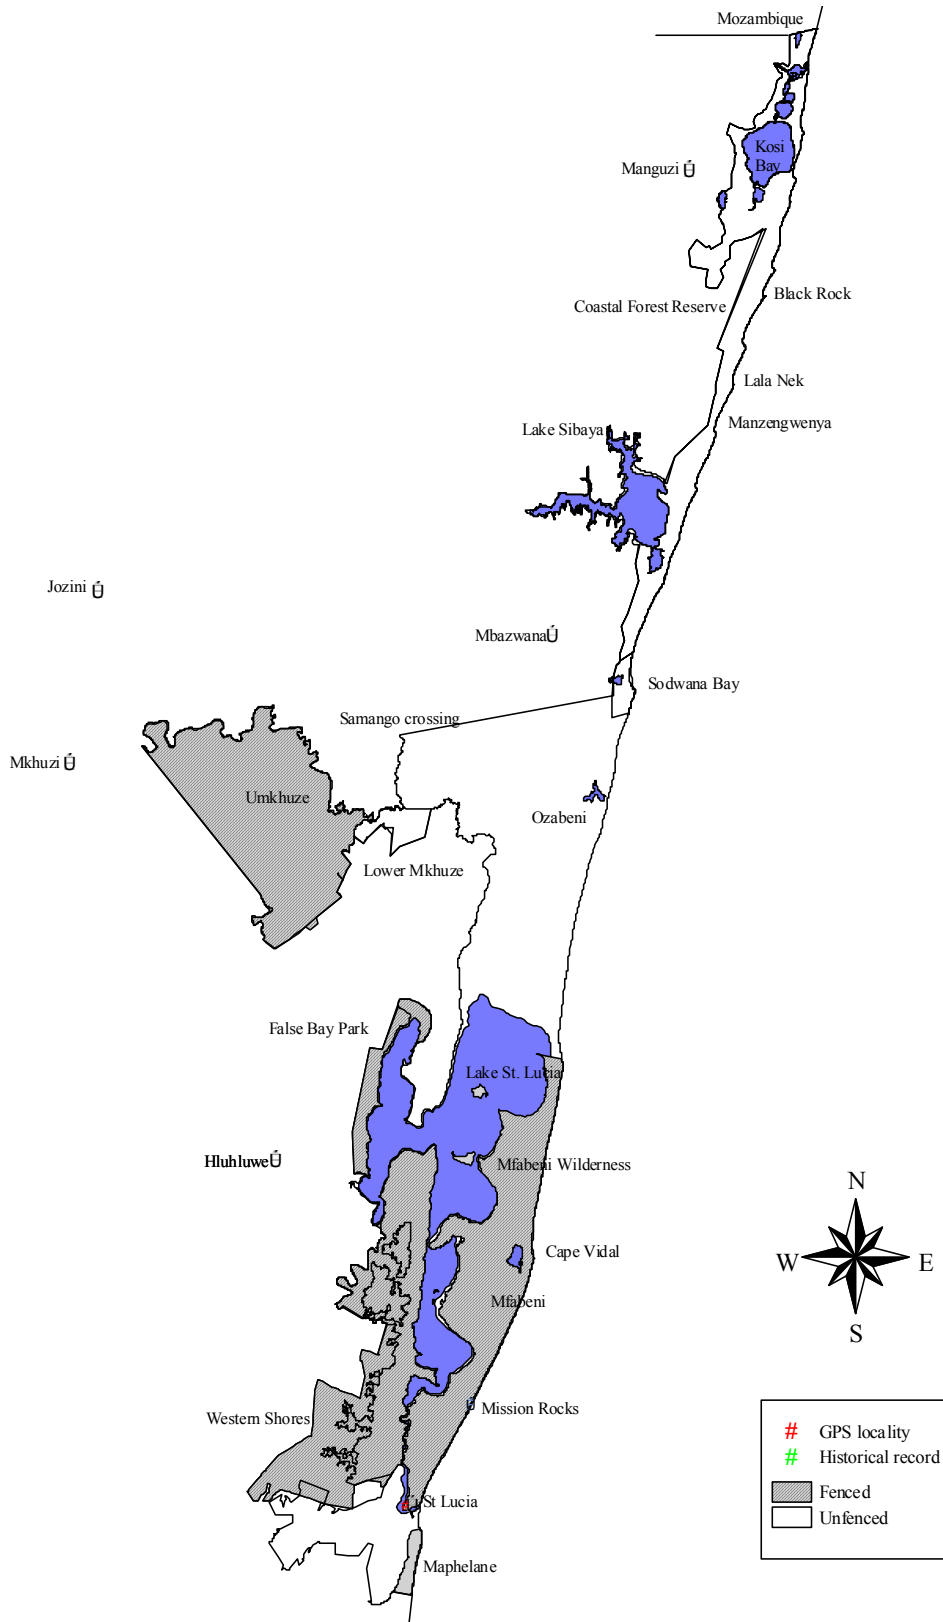 Mozambique
Kosi
Bay
Manguzi
Coastal Forest Reserve
Black Rock
Lala Nek
Manzengwenya
Lake Sibaya
Jozini
Mbazwana
Sodwana Bay
Samango crossing
Mkhuzi
Umkhuze
Ozabeni
Lower Mkhuze
False Bay Park
Lake St. Lucia
Hluhluwe
Mfabeni Wilderness
Cape Vidal
Mfabeni
Mission Rocks
Western Shores
St Lucia
Maphelane
N
W E
S
# GPS locality
# Historical record
Fenced
Unfenced